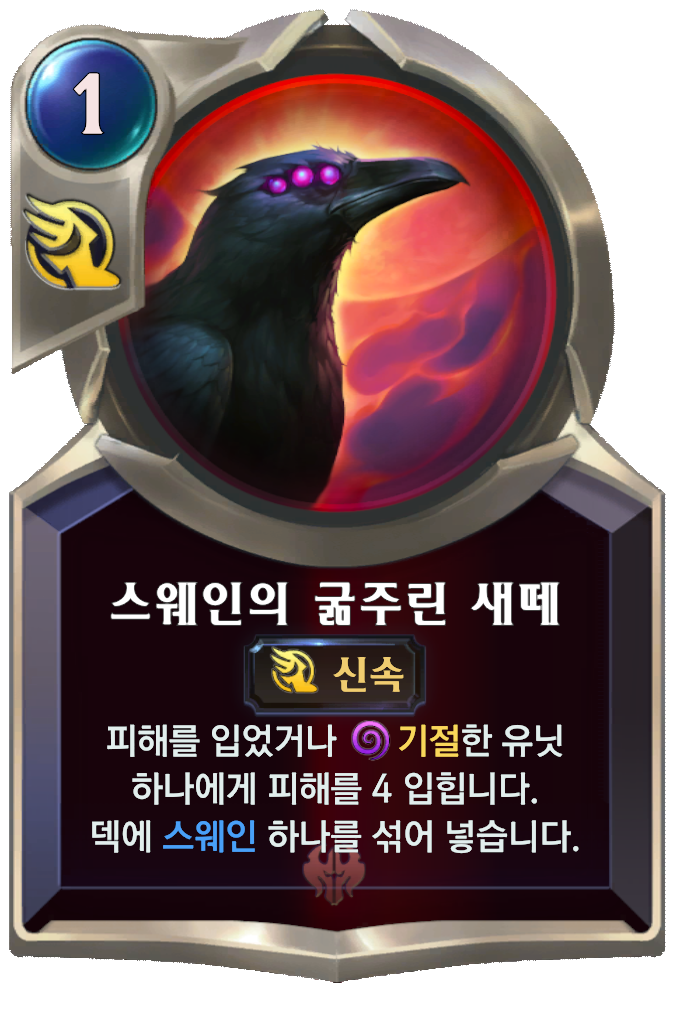 1
스웨인의 굶주린 새떼
신속
피해를 입었거나 기절한 유닛
하나에게 피해를 4 입힙니다.
덱에 스웨인 하나를 섞어 넣습니다.